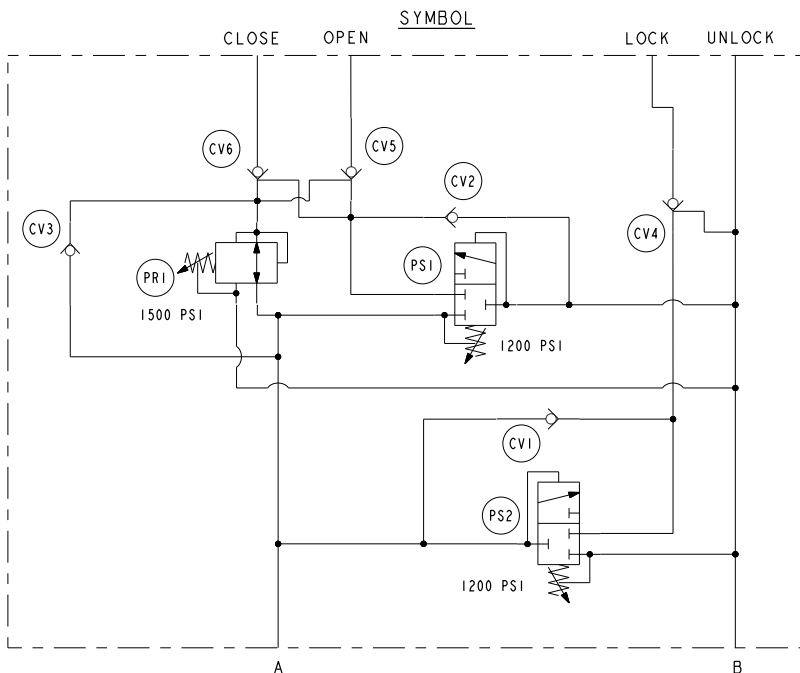 SYMBOL
CLOSE OPEN LOCK UNLOCK
CV6 CV5
CV2
CV3 CV4
PS1
PR1
1500 PSI
1200 PSI
CV1
PS2
1200 PSI
A B